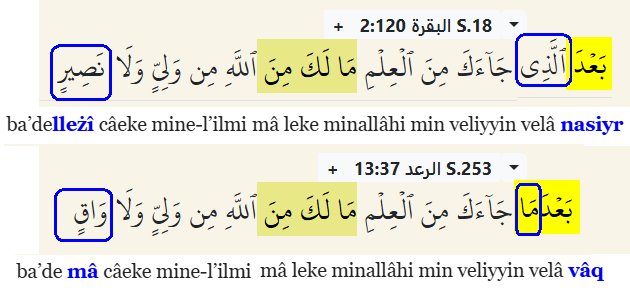 + 2:120 البقرة S.18
بَعْدَ ٱلَّذِى جَآءَكَ مِنَ ٱلْعِلْمِ مَا لَكَ مِنَ ٱللَّهِ مِن وَلِىٍّ وَلَا نَصِيرٍ
ba’delleżî câeke mine-l’ilmi mâ leke minallâhi min veliyyin velâ nasiyr
+ 13:37 الرعد S.253
بَعْدَمَا جَآءَكَ مِنَ ٱلْعِلْمِ مَا لَكَ مِنَ ٱللَّهِ مِن وَلِىٍّ وَلَا وَاقٍ
ba’de mâ câeke mine-l’ilmi mâ leke minallâhi min veliyyin velâ vâq